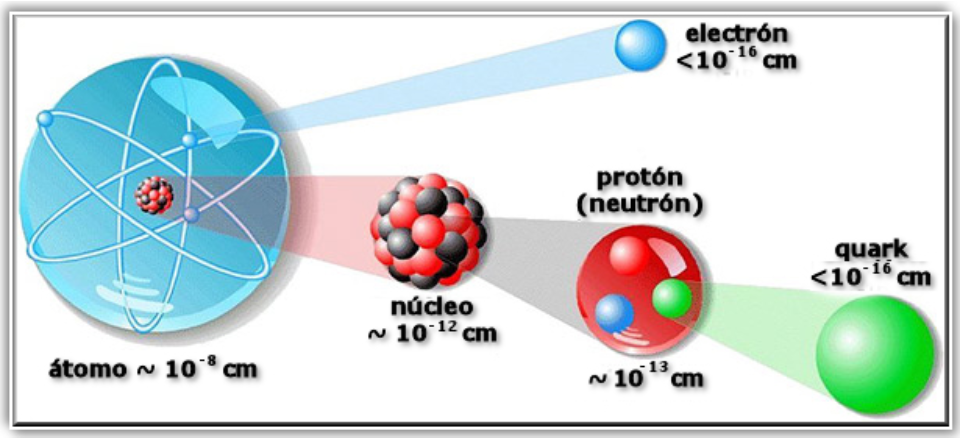 electrón
<10⁻¹⁶ cm
protón
(neutrón)
quark
<10⁻¹⁶ cm
núcleo
~ 10⁻¹² cm
átomo ~ 10⁻⁸ cm
~ 10⁻¹³ cm